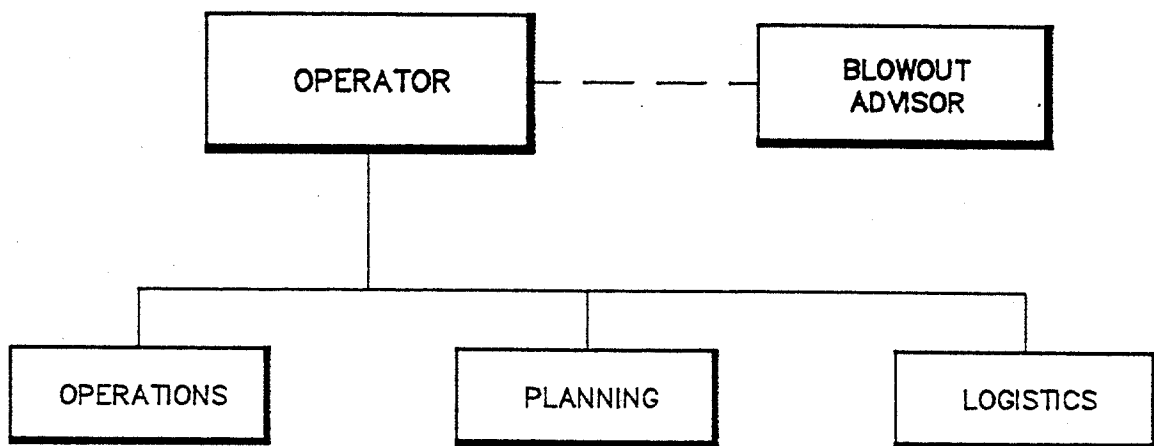 OPERATOR
BLOWOUT
ADVISOR
OPERATIONS
PLANNING
LOGISTICS